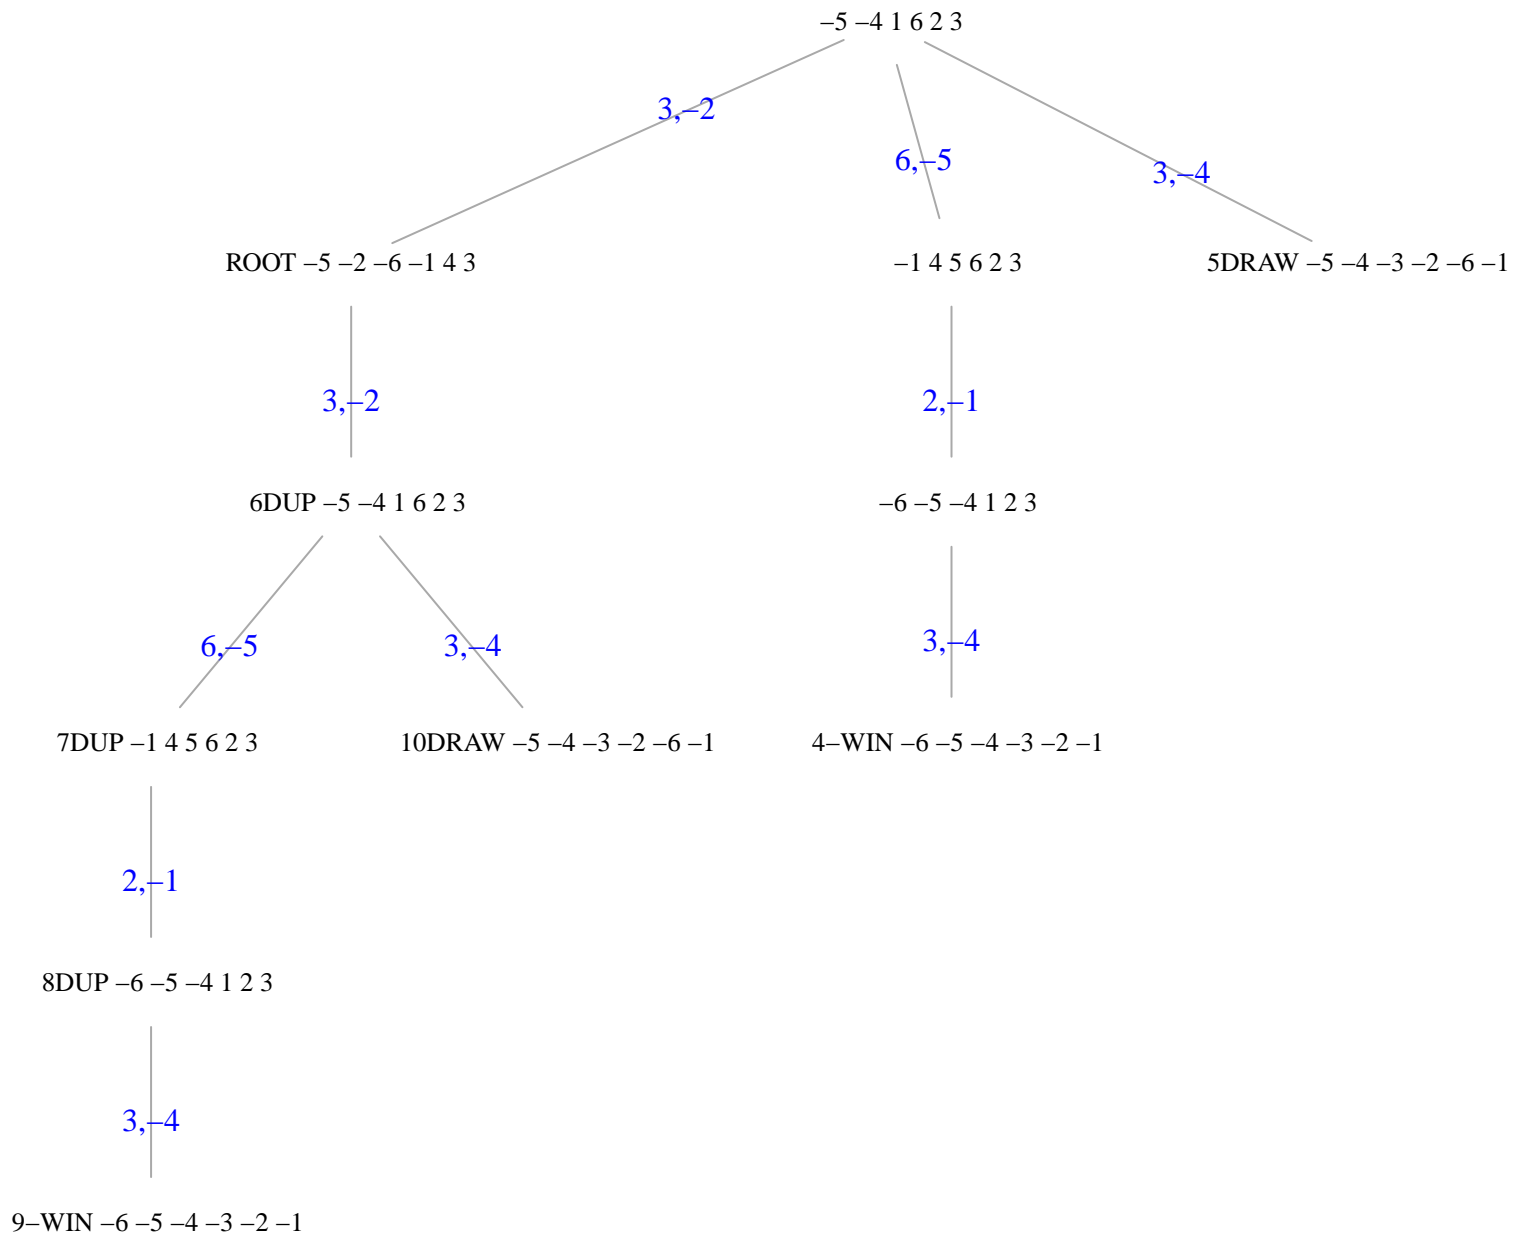 –5 –4 1 6 2 3
3,–2
6,–5
3,–4
ROOT –5 –2 –6 –1 4 3
–1 4 5 6 2 3
5DRAW –5 –4 –3 –2 –6 –1
3,–2
2,–1
6DUP –5 –4 1 6 2 3
–6 –5 –4 1 2 3
6,–5
3,–4
3,–4
7DUP –1 4 5 6 2 3
10DRAW –5 –4 –3 –2 –6 –1
4–WIN –6 –5 –4 –3 –2 –1
2,–1
8DUP –6 –5 –4 1 2 3
3,–4
9–WIN –6 –5 –4 –3 –2 –1